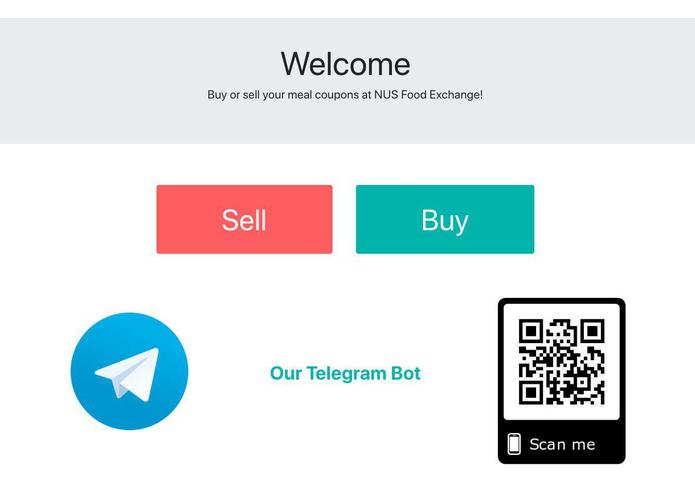 Welcome
Buy or sell your meal coupons at NUS Food Exchange!
Sell
Buy
Our Telegram Bot
Scan me